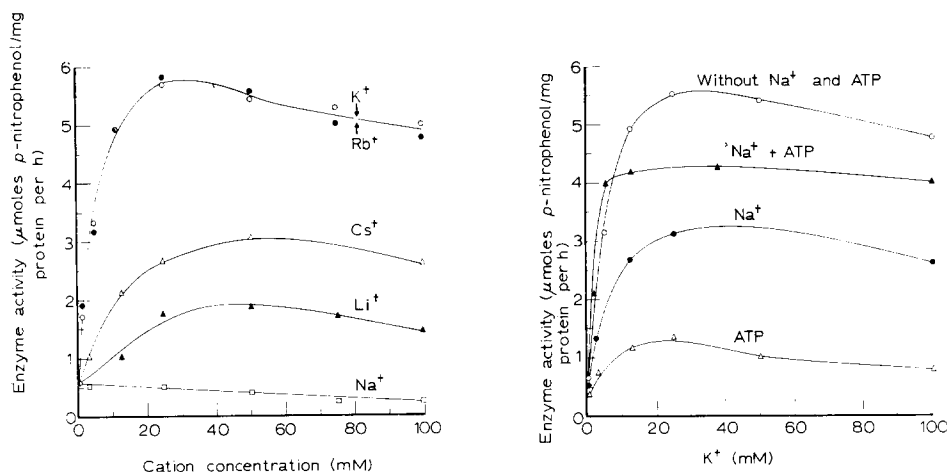 Enzyme activity (μmoles p-nitrophenol/mg
protein per h)
6
5
4
3
2
1
0
K⁺
Rb⁺
Cs⁺
Li⁺
Na⁺
0 20 40 60 80 100
Cation concentration (mM)
Enzyme activity (μmoles p-nitrophenol/mg
protein per h)
6
5
4
3
2
1
0
Without Na⁺ and ATP
Na⁺ + ATP
Na⁺
ATP
0 20 40 60 80 100
K⁺ (mM)